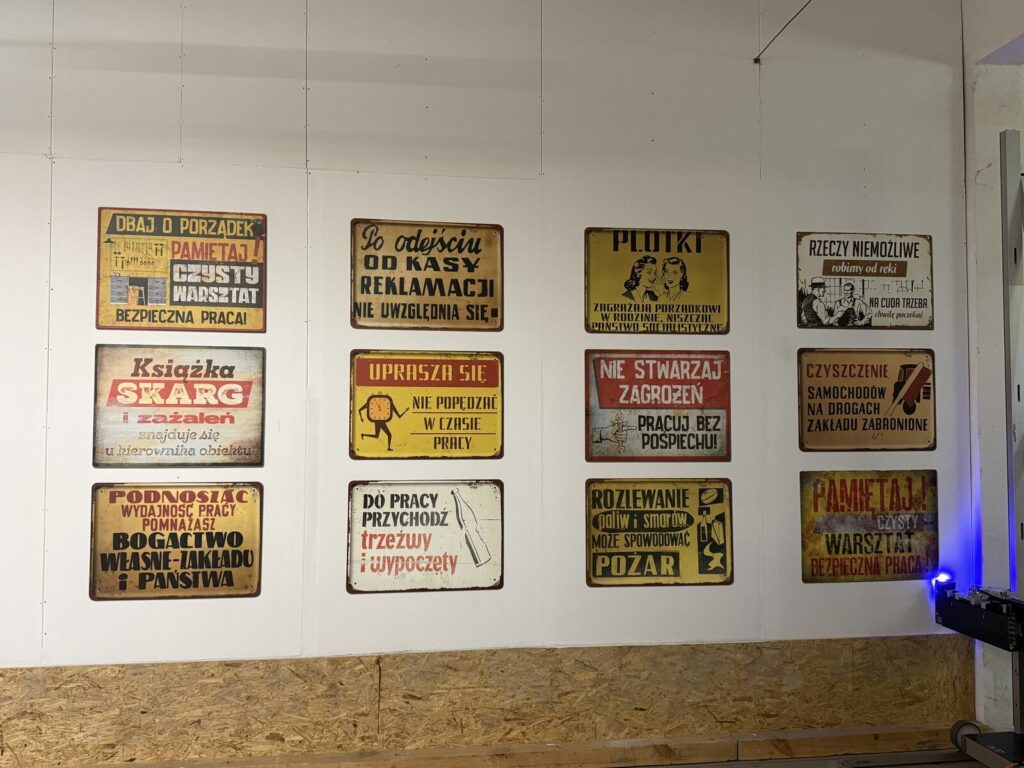 DBAJ O PORZĄDEK
PAMIĘTAJ!
CZYSTY
WARSZTAT
BEZPIECZNA PRACA!
Po odejściu
OD KASY
REKLAMACJI
NIE UWZGLĘDNIA SIĘ
PLOTKI
ZAGRAŻAJĄ PORZĄDKOWI
W RODZINIE, NISZCZĄC
PAŃSTWO SOCJALISTYCZNE
RZECZY NIEMOŻLIWE
robimy od ręki
NA CUDA TRZEBA
chwilę poczekać.
Książka
SKARG
i zażaleń
znajduje się
u kierownika obiektu
UPRASZA SIĘ
NIE POPĘDZAĆ
W CZASIE
PRACY
NIE STWARZAJ
ZAGROŻEŃ
PRACUJ BEZ
POŚPIECHU!
CZYSZCZENIE
SAMOCHODÓW
NA DROGACH
ZAKŁADU ZABRONIONE
PODNOSZĄC
WYDAJNOŚĆ PRACY
POMNAŻASZ
BOGACTWO
WŁASNE-ZAKŁADU
i PAŃSTWA
DO PRACY
PRZYCHODŹ
trzeźwy
i wypoczęty
ROZLEWANIE
paliw i smarów
MOŻE SPOWODOWAĆ
POŻAR
PAMIĘTAJ!
CZYSTY
WARSZTAT
BEZPIECZNA PRACA!